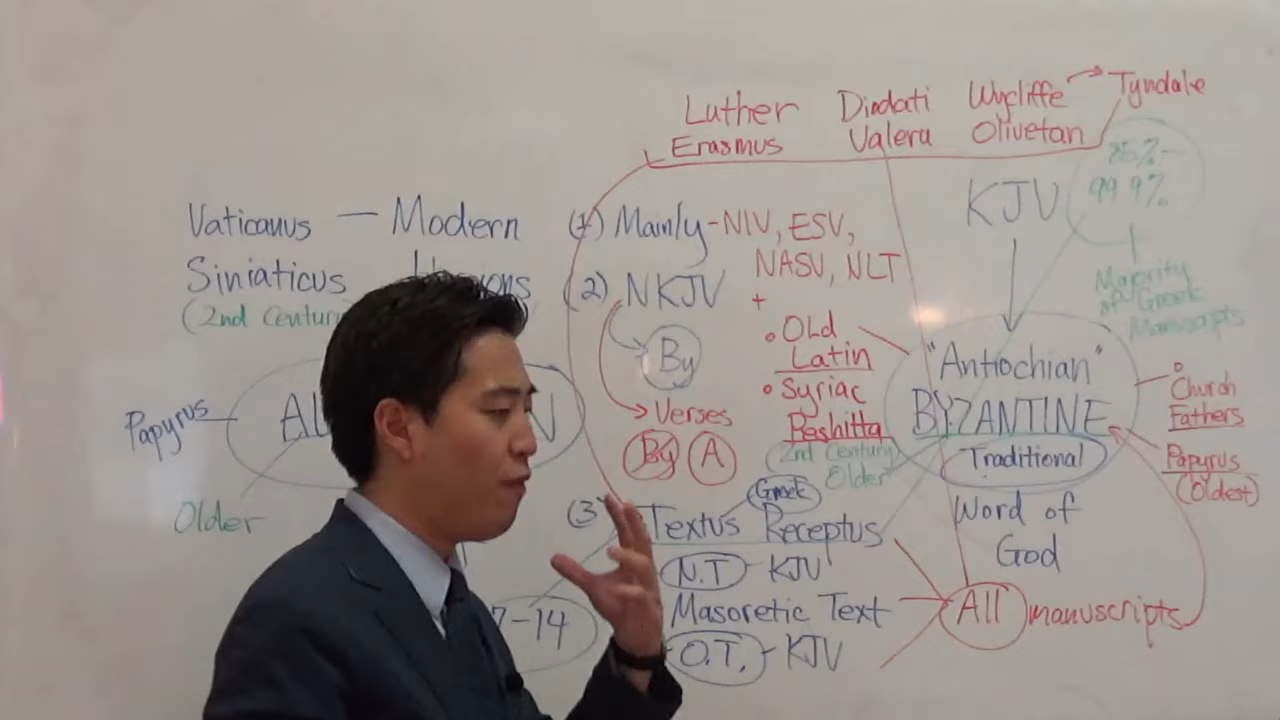 Luther Diodati Wycliffe Tyndale
Erasmus Valera Olivetan
85%-
99.9%
KJV
Vaticanus — Modern
Siniaticus
(2nd Century
(1) Mainly - NIV, ESV,
NASV, NLT
(2) NKJV
+
By
Verses
By A
• Old
Latin
• Syriac
Peshitta
2nd Century
Older
Majority
of Greek
Manuscripts
"Antiochian"
BYZANTINE
Traditional
Word of
God
• Church
Fathers
Papyrus
(Oldest)
Papyrus
Older
(3) Textus Receptus
Greek
N.T - KJV
Masoretic Text
O.T. - KJV
All manuscripts
7-14